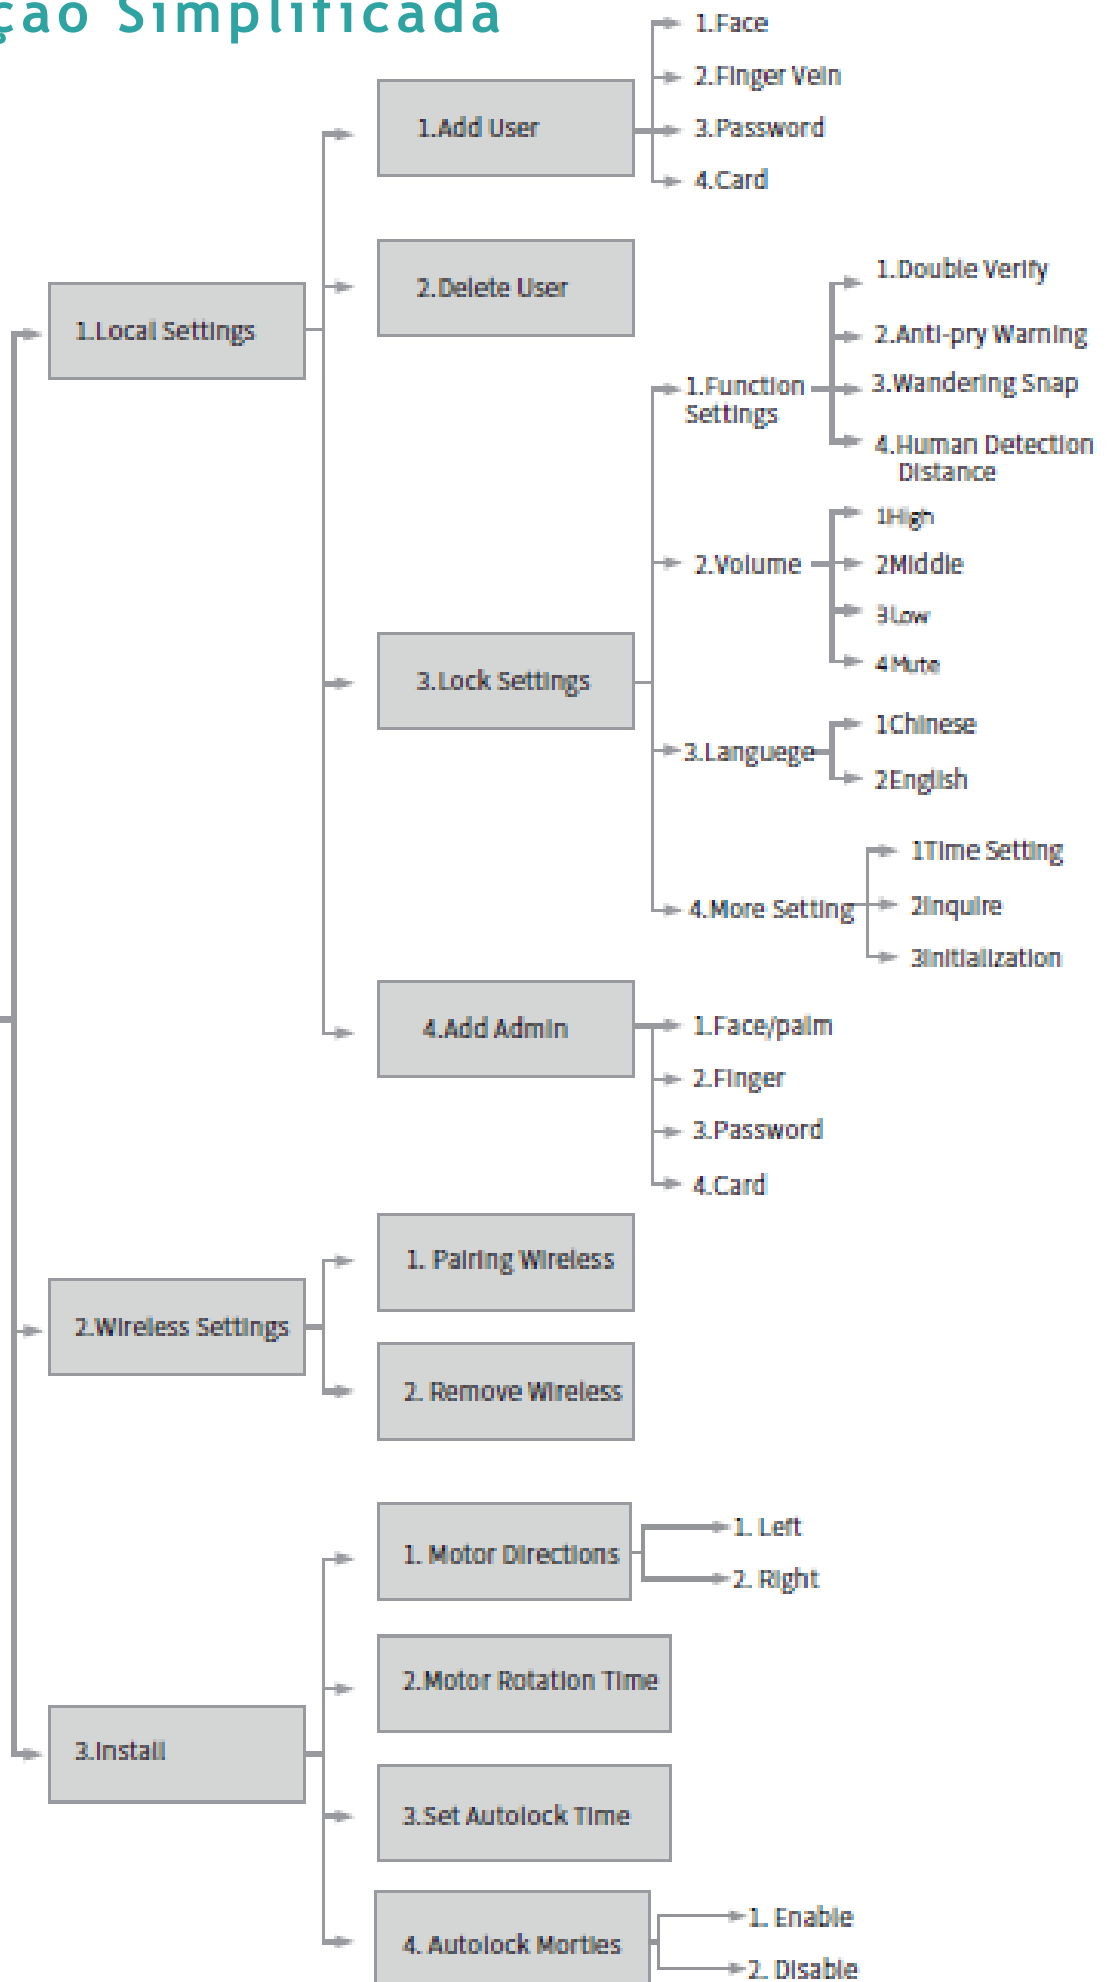 ção Simplificada
1.Face
2.Finger Vein
1.Add User
3.Password
4.Card
2.Delete User
1.Local Settings
1.Double Verify
2.Anti-pry Warning
1.Function
Settings
3.Wandering Snap
4.Human Detection
Distance
1High
2.Volume
2Middle
3Low
4Mute
3.Lock Settings
3.Languege
1Chinese
2English
1Time Setting
4.More Setting
2Inquire
3Initialization
4.Add Admin
1.Face/palm
2.Finger
3.Password
4.Card
1. Pairing Wireless
2.Wireless Settings
2. Remove Wireless
1. Motor Directions
1. Left
2. Right
2.Motor Rotation Time
3.Install
3.Set Autolock Time
4. Autolock Morties
1. Enable
2. Disable